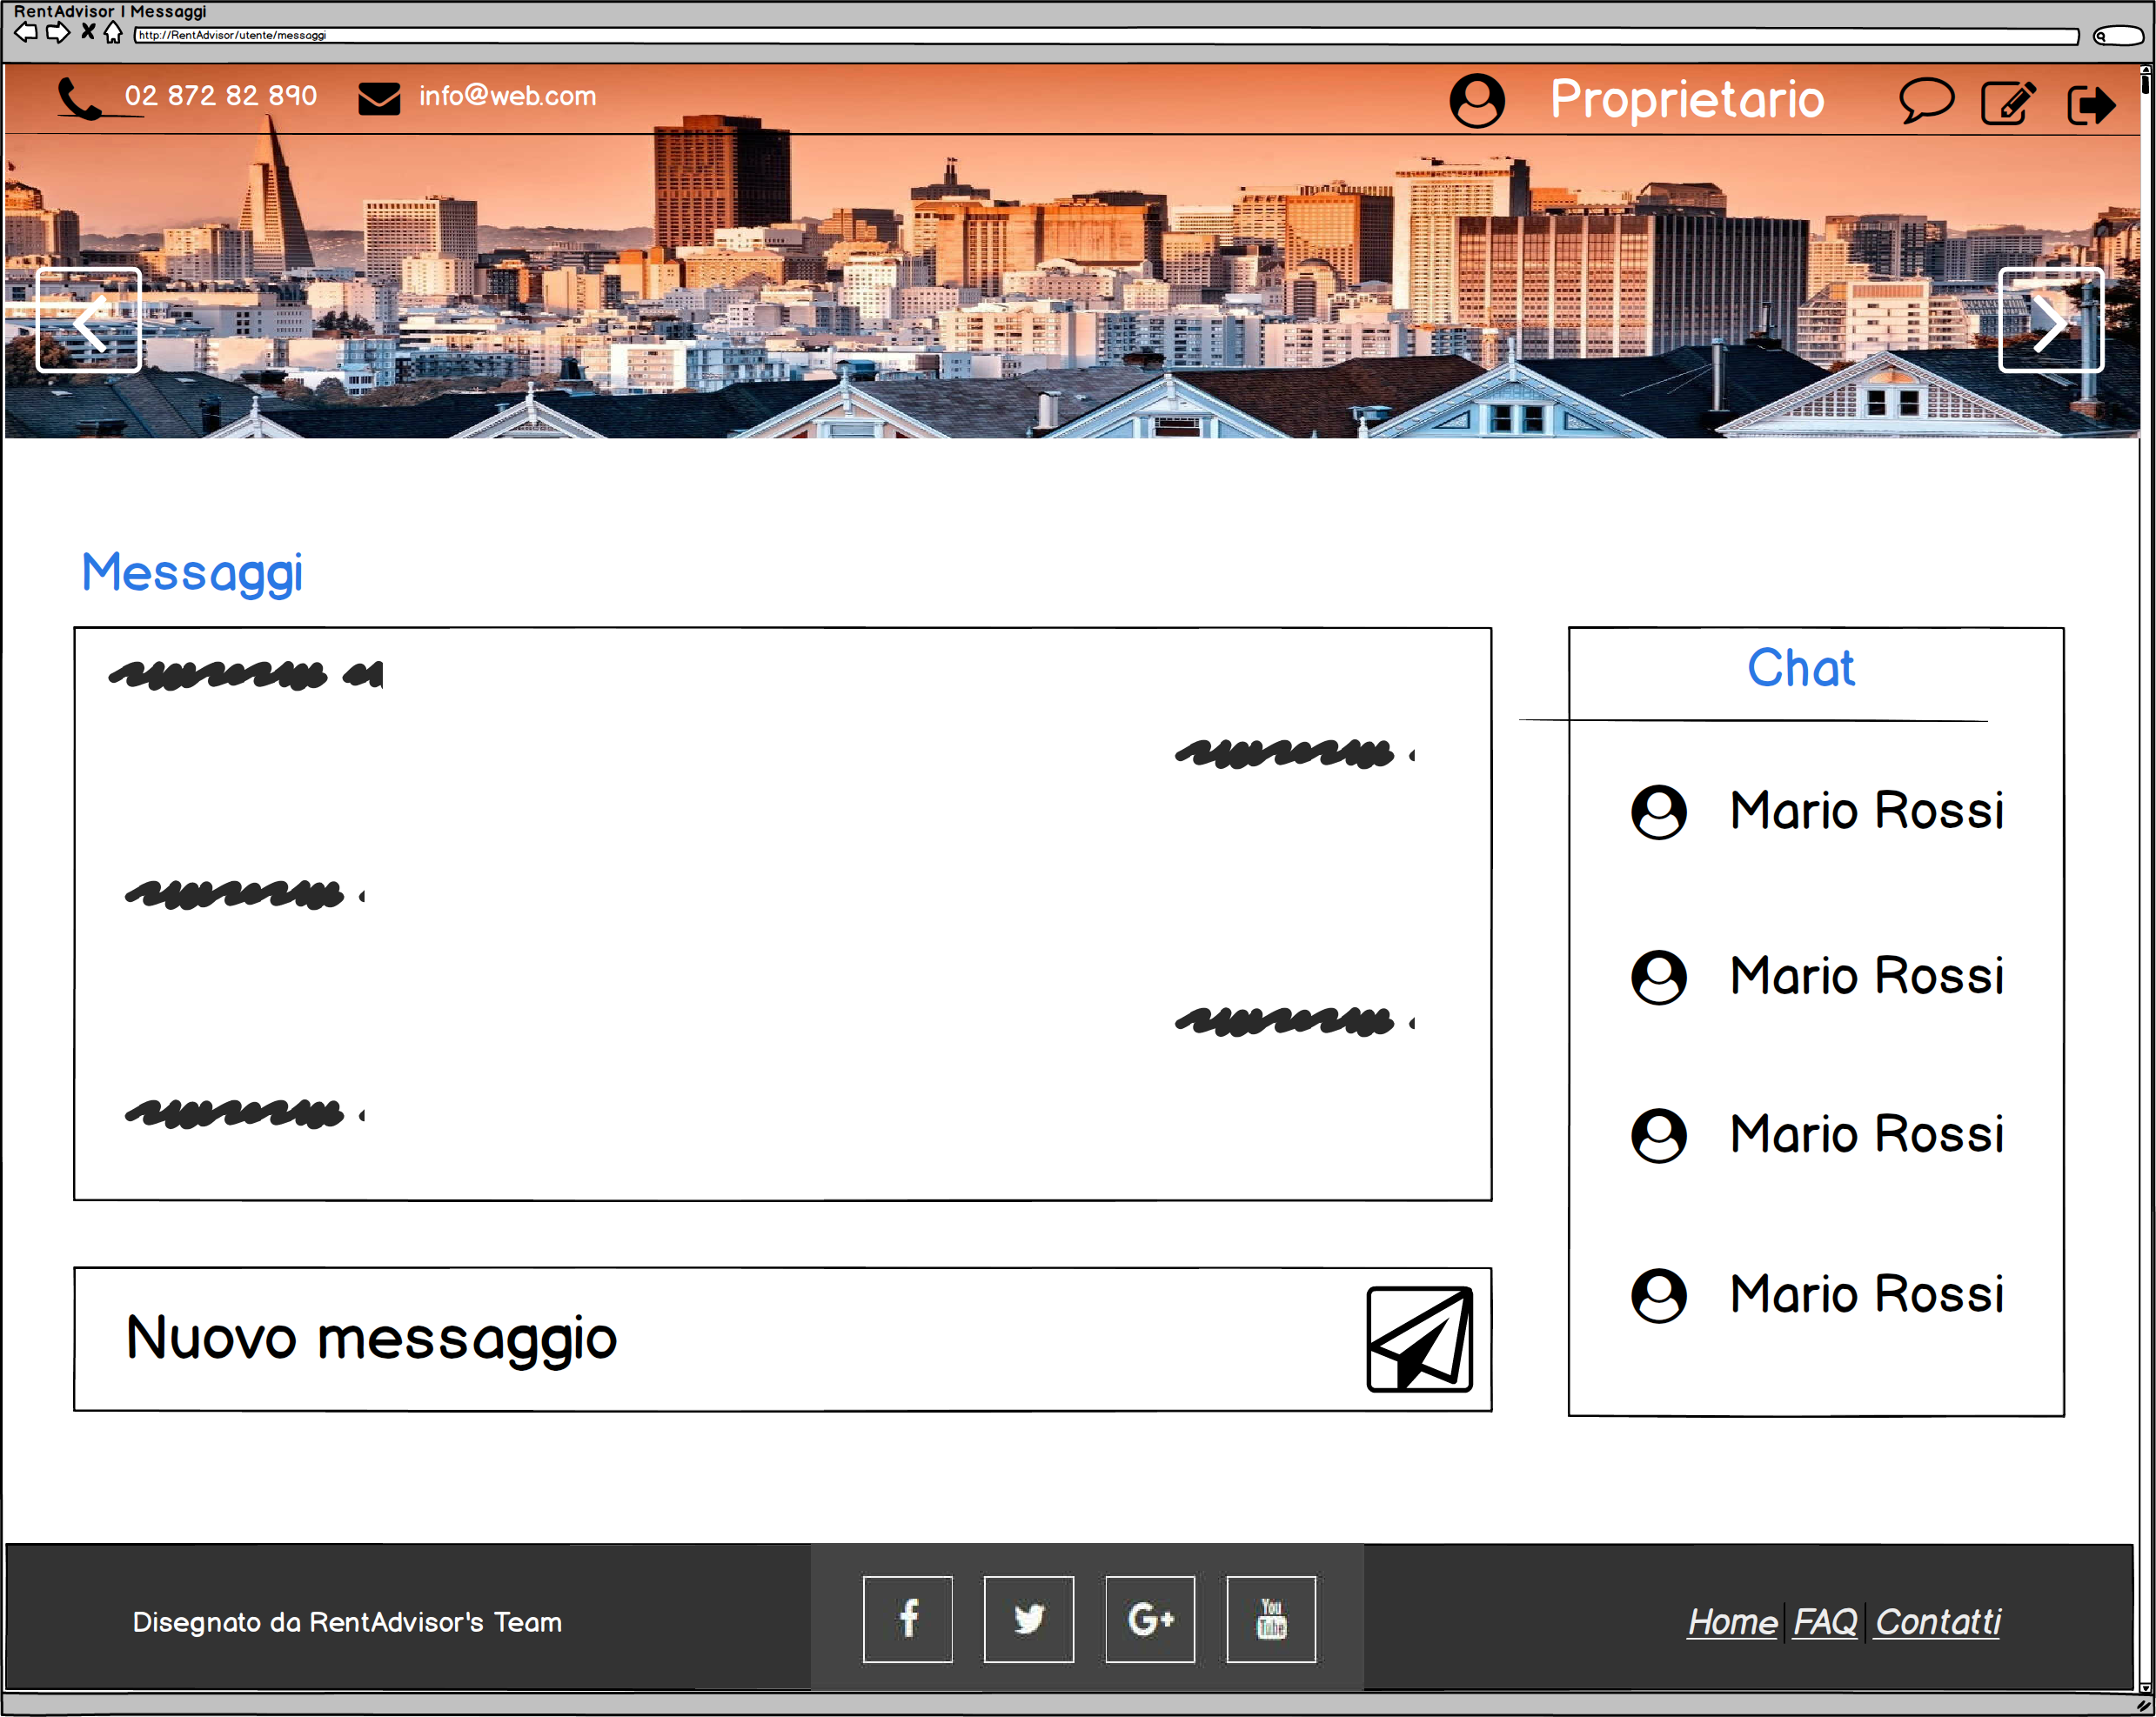 RentAdvisor | Messaggi
http://RentAdvisor/utente/messaggi
02 872 82 890 info@web.com Proprietario
Messaggi
Chat
Mario Rossi
Mario Rossi
Mario Rossi
Mario Rossi
Nuovo messaggio
Disegnato da RentAdvisor's Team
f G+ You Tube
Home FAQ Contatti